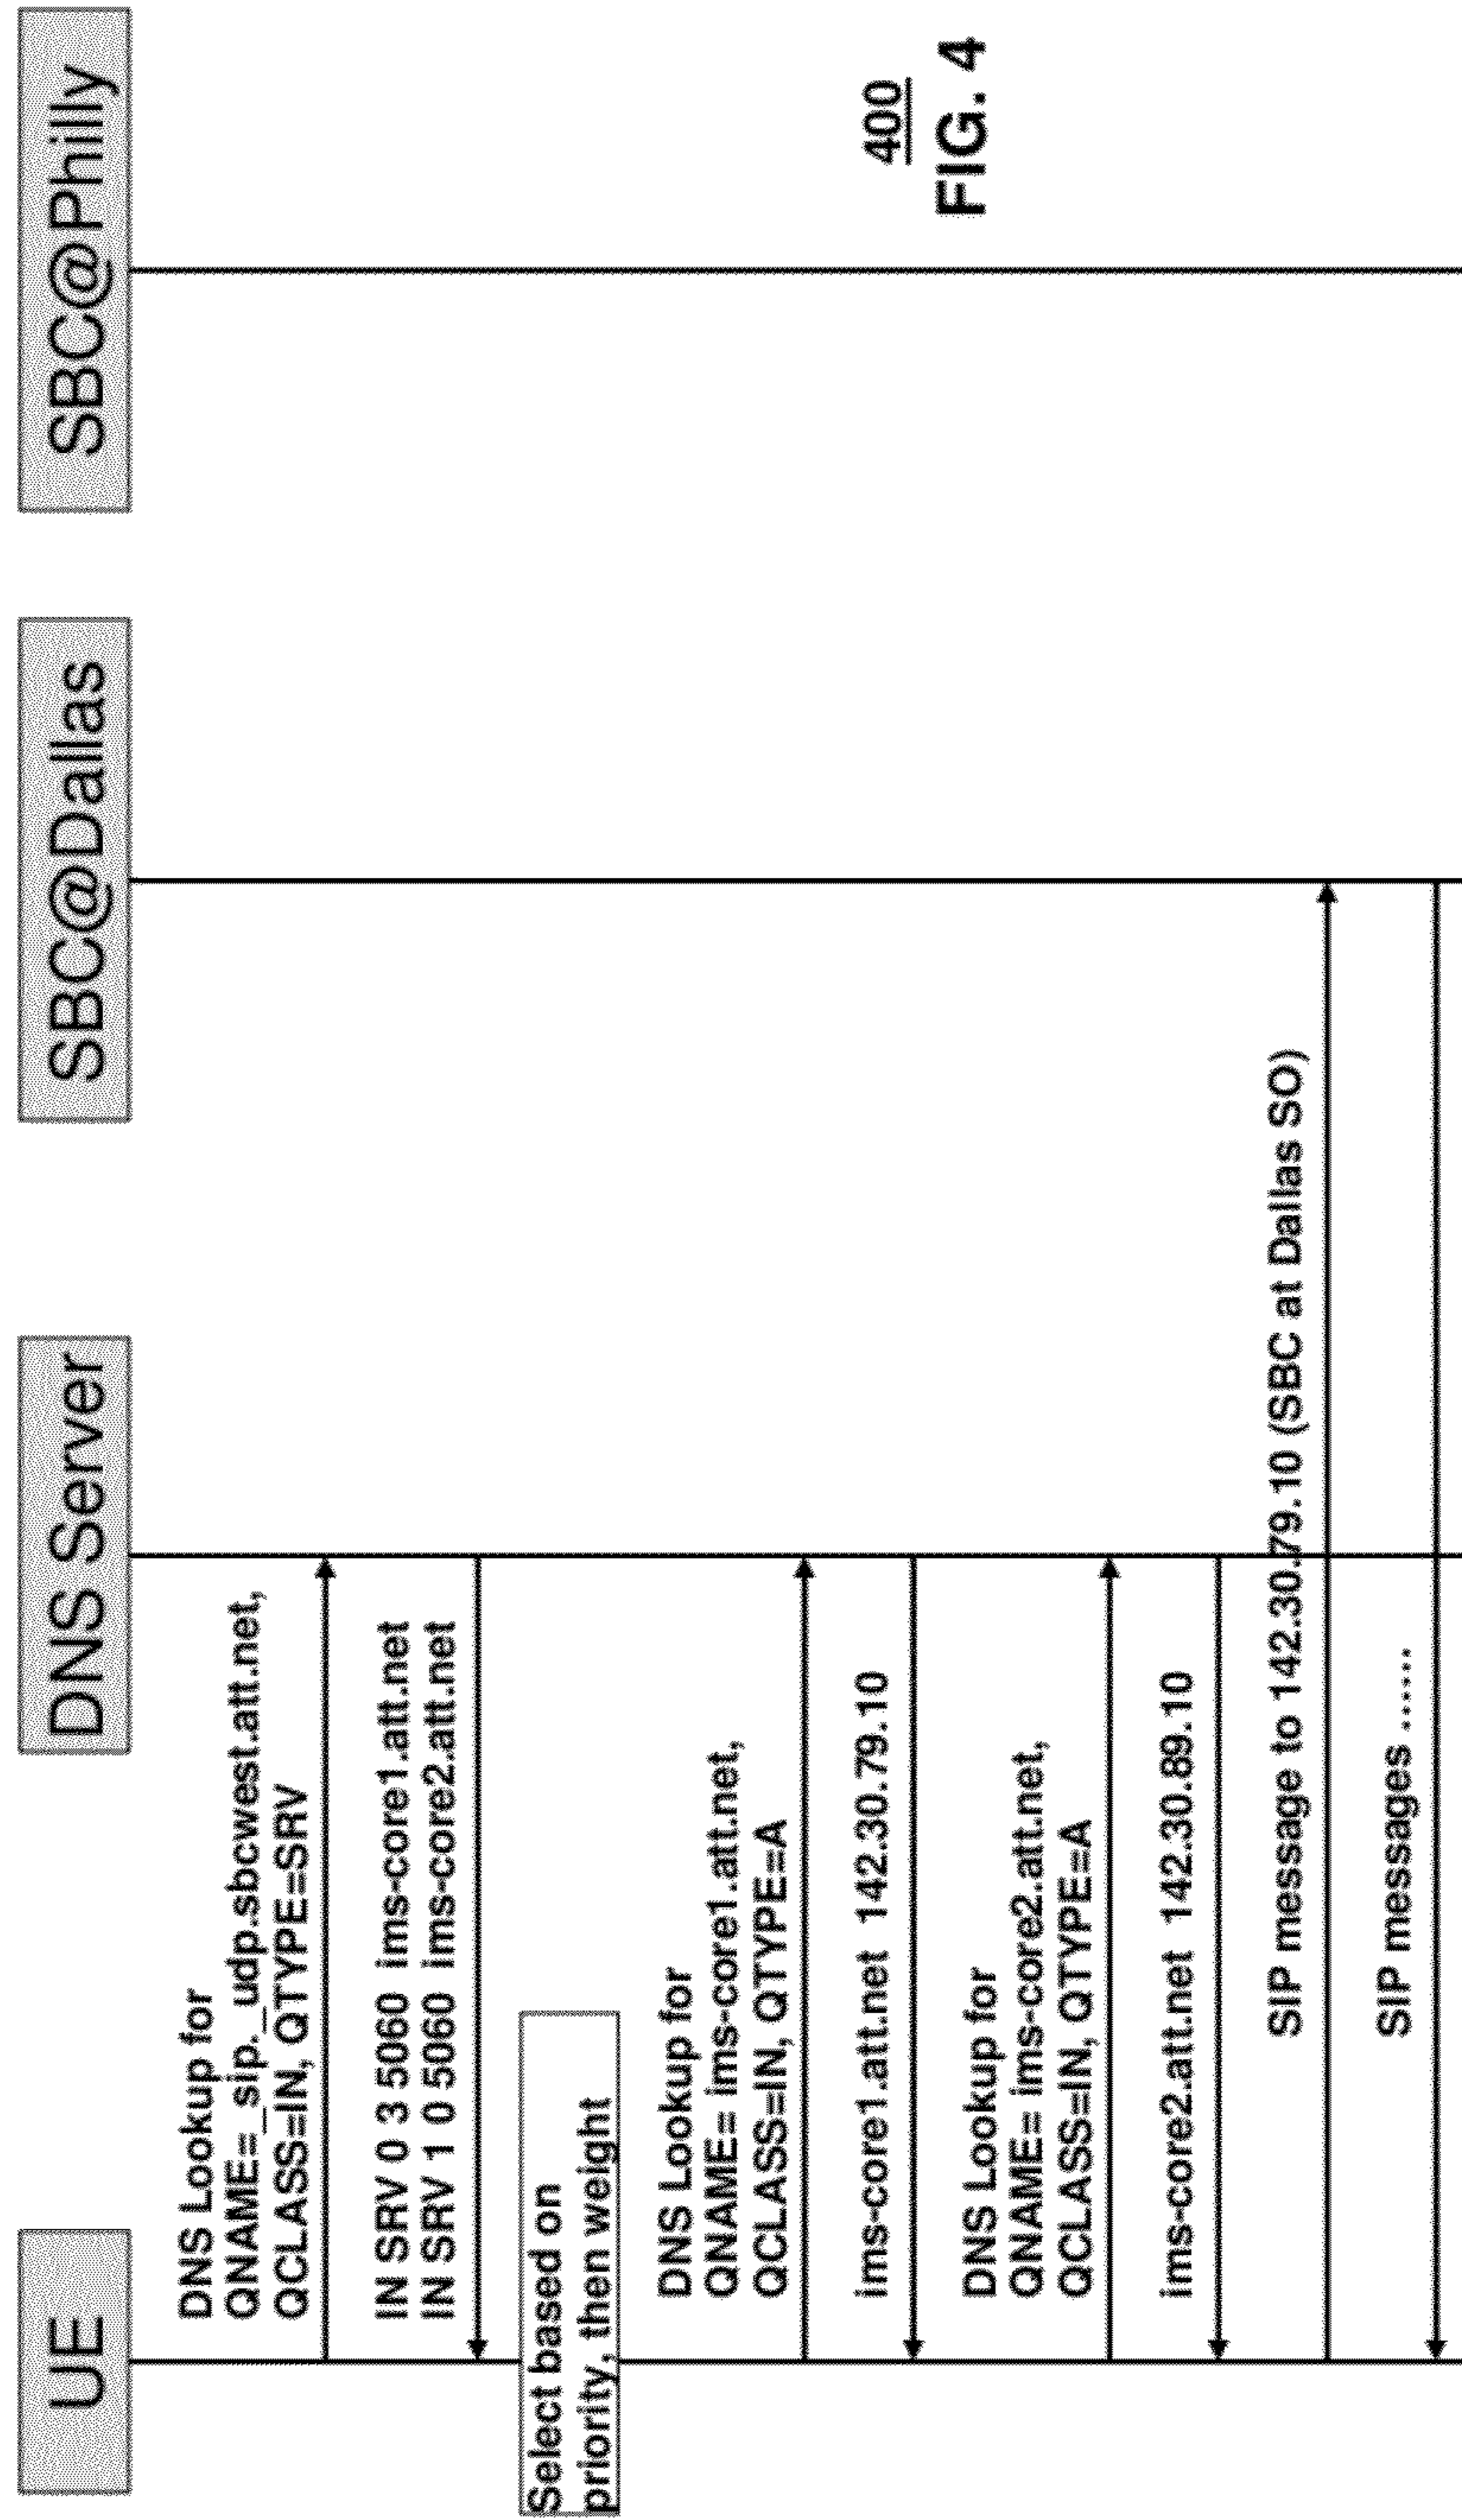 UE
DNS Server
SBC@Dallas
SBC@Philly
DNS Lookup for
QNAME=_sip._udp.sbcwest.att.net,
QCLASS=IN, QTYPE=SRV
IN SRV 0 3 5060 ims-core1.att.net
IN SRV 1 0 5060 ims-core2.att.net
Select based on
priority, then weight
DNS Lookup for
QNAME= ims-core1.att.net,
QCLASS=IN, QTYPE=A
ims-core1.att.net 142.30.79.10
DNS Lookup for
QNAME= ims-core2.att.net,
QCLASS=IN, QTYPE=A
ims-core2.att.net 142.30.89.10
SIP message to 142.30.79.10 (SBC at Dallas SO)
SIP messages ......
400
FIG. 4